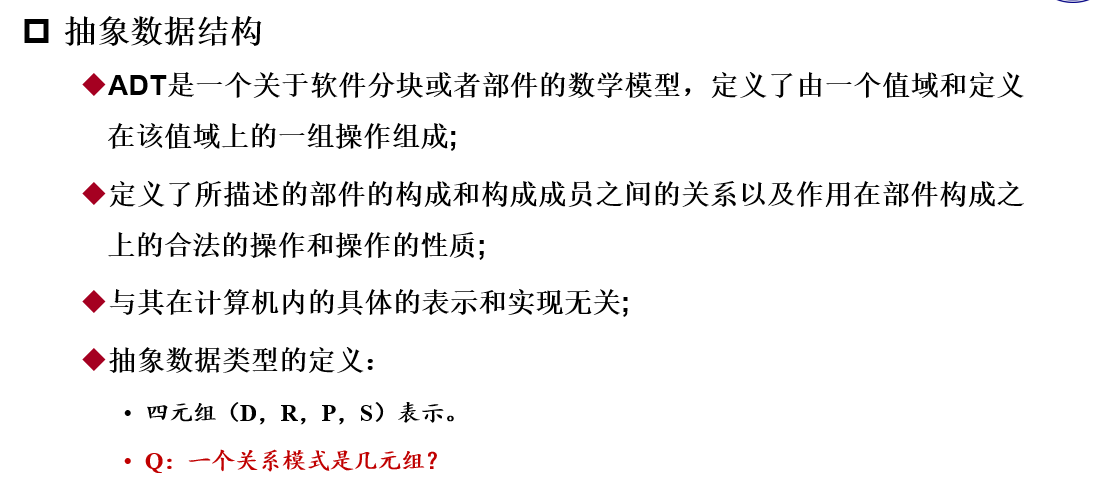 抽象数据结构
ADT是一个关于软件分块或者部件的数学模型，定义了由一个值域和定义
在该值域上的一组操作组成;
定义了所描述的部件的构成和构成成员之间的关系以及作用在部件构成之
上的合法的操作和操作的性质;
与其在计算机内的具体的表示和实现无关;
抽象数据类型的定义：
• 四元组（D，R，P，S）表示。
• Q：一个关系模式是几元组？